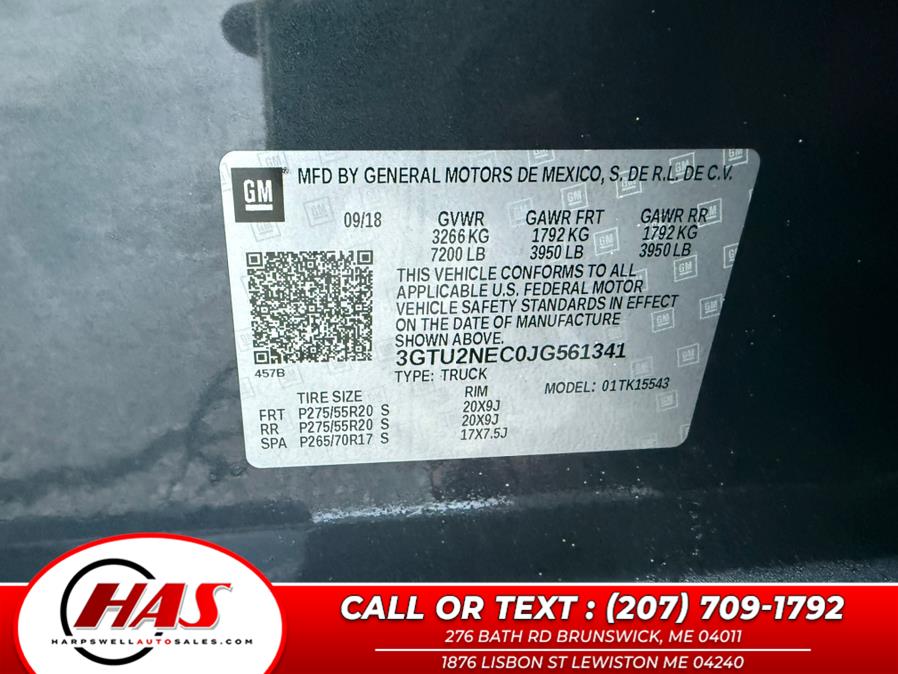 GM
MFD BY GENERAL MOTORS DE MEXICO, S. DE R.L. DE C.V.
09/18 GVWR GAWR FRT GAWR RR
3266 KG 1792 KG 1792 KG
7200 LB 3950 LB 3950 LB
THIS VEHICLE CONFORMS TO ALL
APPLICABLE U.S. FEDERAL MOTOR
VEHICLE SAFETY STANDARDS IN EFFECT
ON THE DATE OF MANUFACTURE
SHOWN ABOVE.
3GTU2NEC0JG561341
457B
TYPE: TRUCK
MODEL: 01TK15543
TIRE SIZE RIM
FRT P275/55R20 S 20X9J
RR P275/55R20 S 20X9J
SPA P265/70R17 S 17X7.5J
HAS
HARPSWELLAUTOSALES.COM
CALL OR TEXT : (207) 709-1792
276 BATH RD BRUNSWICK, ME 04011
1876 LISBON ST LEWISTON ME 04240